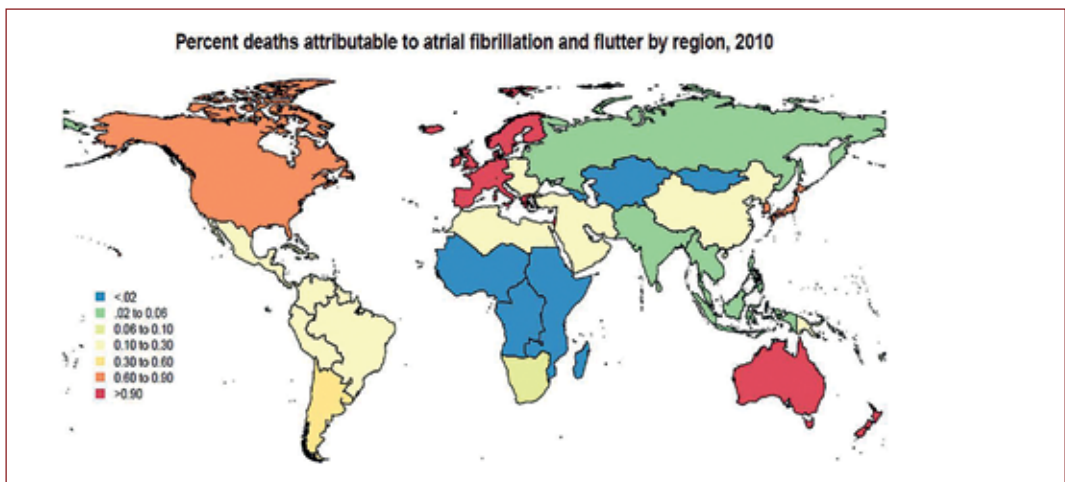 Percent deaths attributable to atrial fibrillation and flutter by region, 2010
<.02
.02 to 0.06
0.06 to 0.10
0.10 to 0.30
0.30 to 0.60
0.60 to 0.90
>0.90